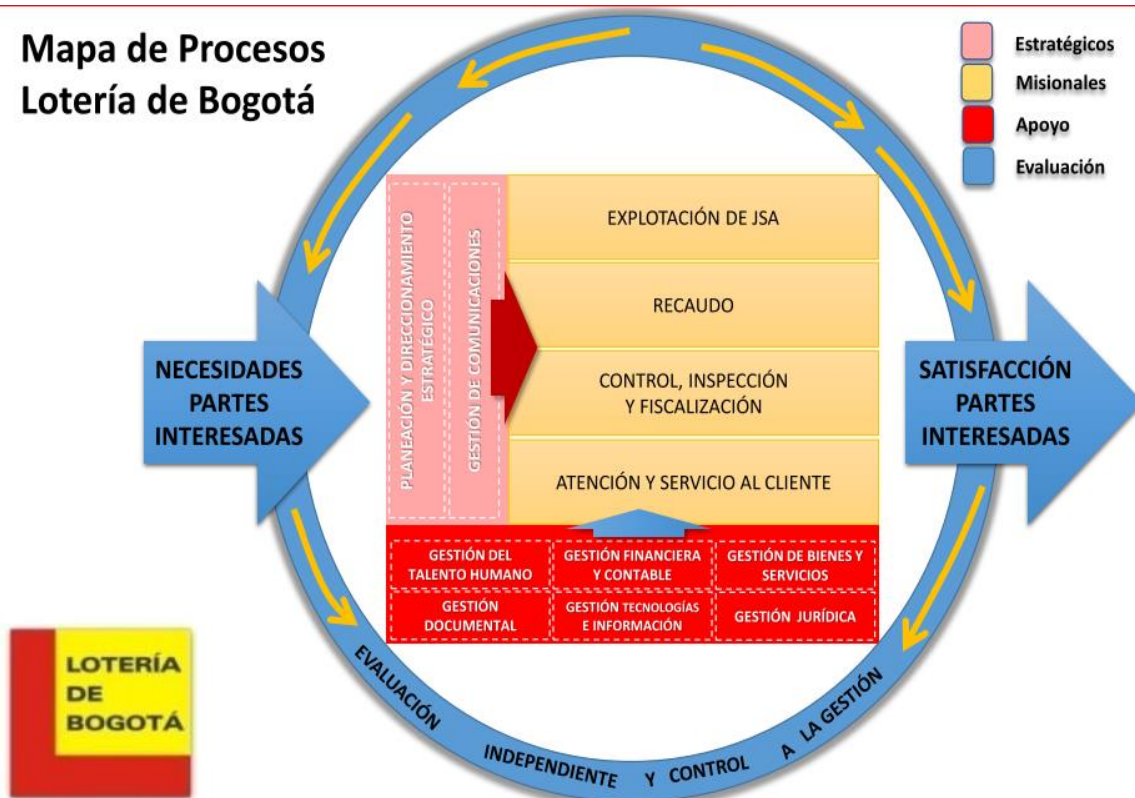 Mapa de Procesos
Lotería de Bogotá
Estratégicos
Misionales
Apoyo
Evaluación
NECESIDADES
PARTES
INTERESADAS
PLANEACIÓN Y DIRECCIONAMIENTO
ESTRATÉGICO
GESTIÓN DE COMUNICACIONES
EXPLOTACIÓN DE JSA
RECAUDO
CONTROL, INSPECCIÓN
Y FISCALIZACIÓN
ATENCIÓN Y SERVICIO AL CLIENTE
SATISFACCIÓN
PARTES
INTERESADAS
GESTIÓN DEL
TALENTO HUMANO
GESTIÓN FINANCIERA
Y CONTABLE
GESTIÓN DE BIENES Y
SERVICIOS
GESTIÓN
DOCUMENTAL
GESTIÓN TECNOLOGÍAS
E INFORMACIÓN
GESTIÓN JURÍDICA
EVALUACIÓN INDEPENDIENTE Y CONTROL A LA GESTIÓN
LOTERÍA
DE
BOGOTÁ